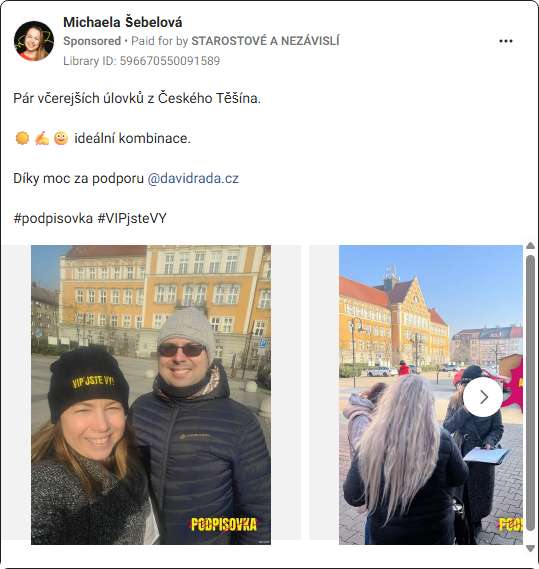 Michaela Šebelová
Sponsored • Paid for by STAROSTOVÉ A NEZÁVISLÍ
Library ID: 596670550091589
Pár včerejších úlovků z Českého Těšína.
🌞✍️🙂 ideální kombinace.
Díky moc za podporu @davidrada.cz
#podpisovka #VIPjsteVY
VIP JSTE VY!
PODPISOVKA
POD